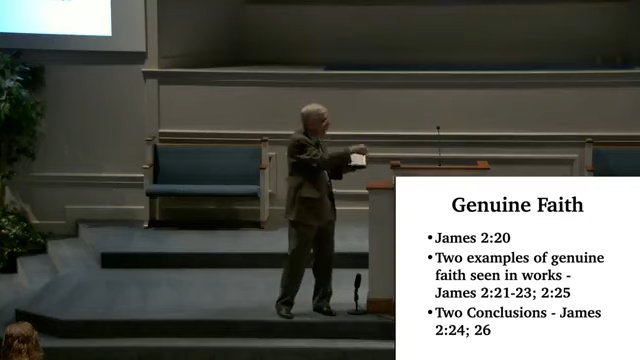 Genuine Faith
•James 2:20
•Two examples of genuine
faith seen in works -
James 2:21-23; 2:25
•Two Conclusions - James
2:24; 26